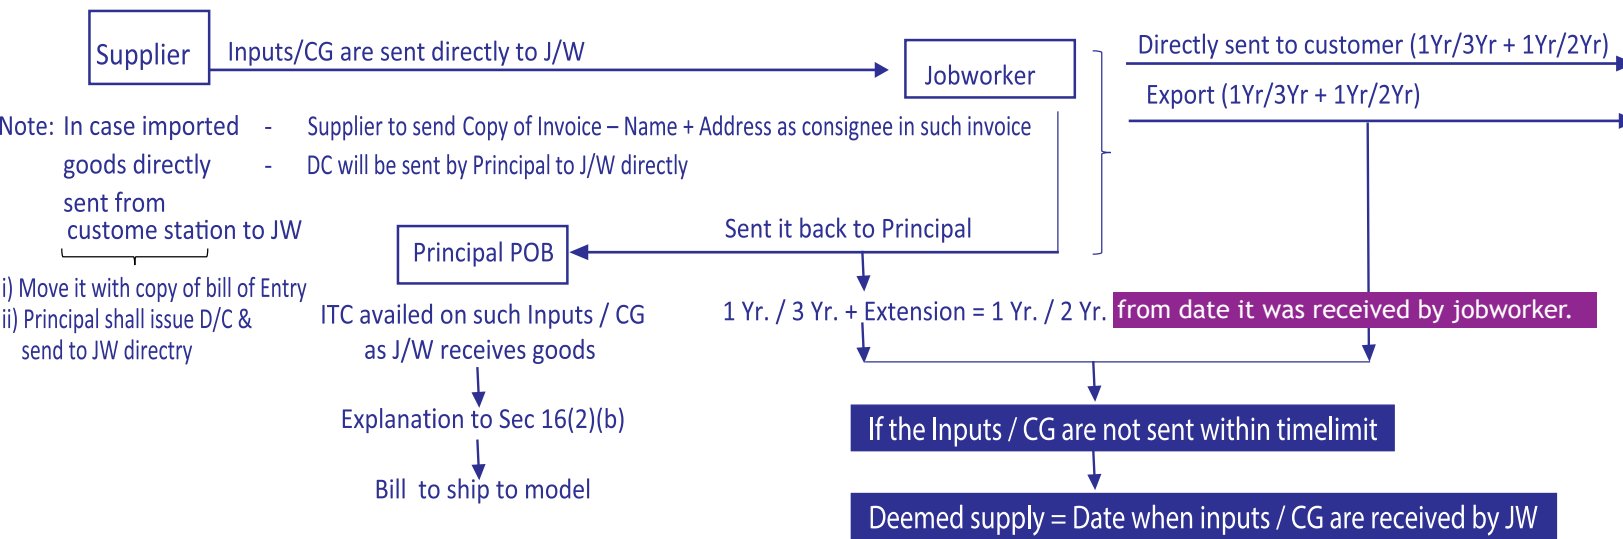 Supplier
Inputs/CG are sent directly to J/W
Jobworker
Directly sent to customer (1Yr/3Yr + 1Yr/2Yr)
Export (1Yr/3Yr + 1Yr/2Yr)
Note: In case imported - Supplier to send Copy of Invoice – Name + Address as consignee in such invoice
goods directly - DC will be sent by Principal to J/W directly
sent from
custome station to JW
i) Move it with copy of bill of Entry
ii) Principal shall issue D/C &
send to JW directry
Sent it back to Principal
Principal POB
ITC availed on such Inputs / CG
as J/W receives goods
Explanation to Sec 16(2)(b)
Bill to ship to model
1 Yr. / 3 Yr. + Extension = 1 Yr. / 2 Yr. from date it was received by jobworker.
If the Inputs / CG are not sent within timelimit
Deemed supply = Date when inputs / CG are received by JW